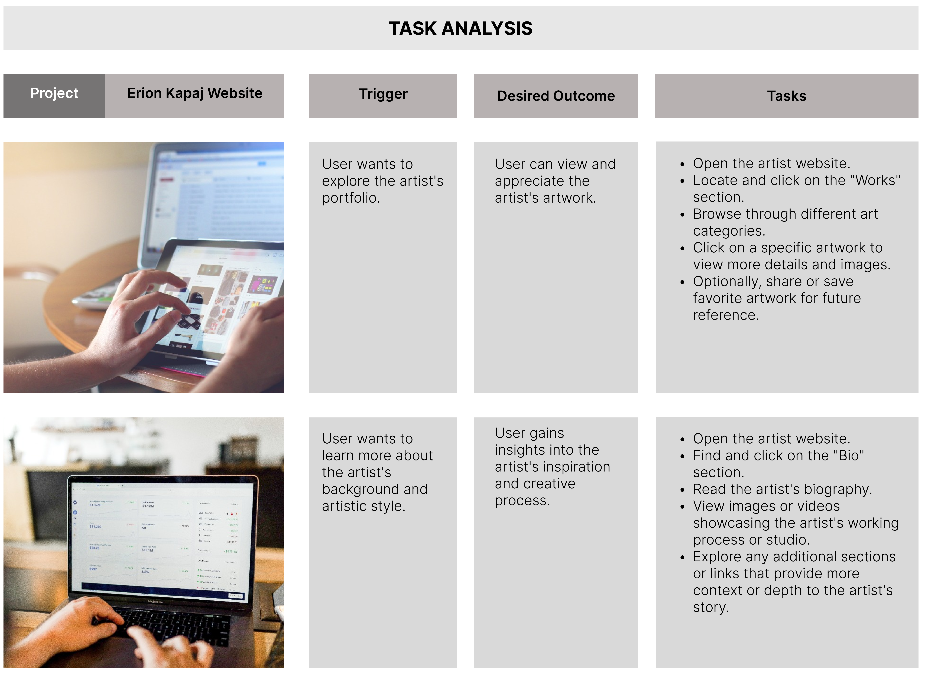 TASK ANALYSIS
Project
Erion Kapaj Website
Trigger
Desired Outcome
Tasks
User wants to
explore the artist's
portfolio.
User can view and
appreciate the
artist's artwork.
• Open the artist website.
• Locate and click on the "Works"
section.
• Browse through different art
categories.
• Click on a specific artwork to
view more details and images.
• Optionally, share or save
favorite artwork for future
reference.
User wants to
learn more about
the artist's
background and
artistic style.
User gains
insights into the
artist's inspiration
and creative
process.
• Open the artist website.
• Find and click on the "Bio"
section.
• Read the artist's biography.
• View images or videos
showcasing the artist's working
process or studio.
• Explore any additional sections
or links that provide more
context or depth to the artist's
story.